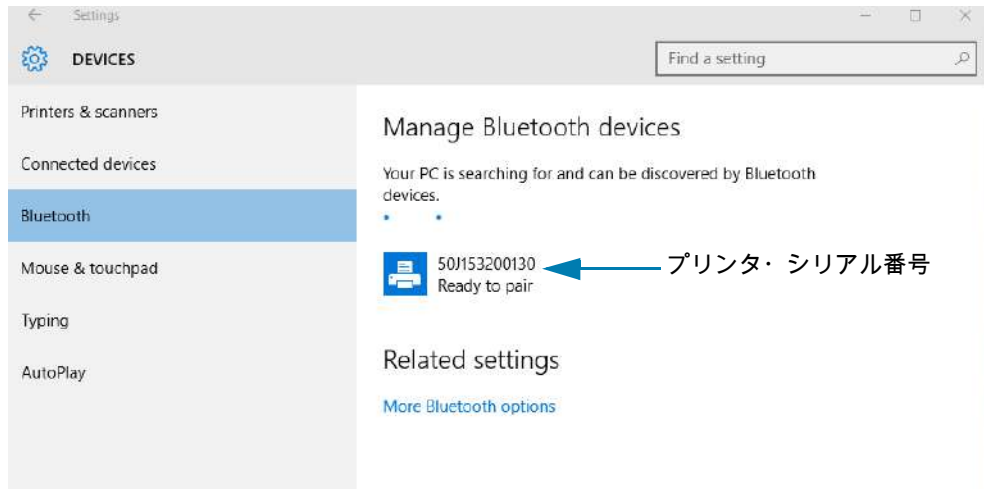 Settings
DEVICES
Find a setting
Printers & scanners
Connected devices
Bluetooth
Mouse & touchpad
Typing
AutoPlay
Manage Bluetooth devices
Your PC is searching for and can be discovered by Bluetooth
devices.
50J153200130
Ready to pair
プリンタ・シリアル番号
Related settings
More Bluetooth options